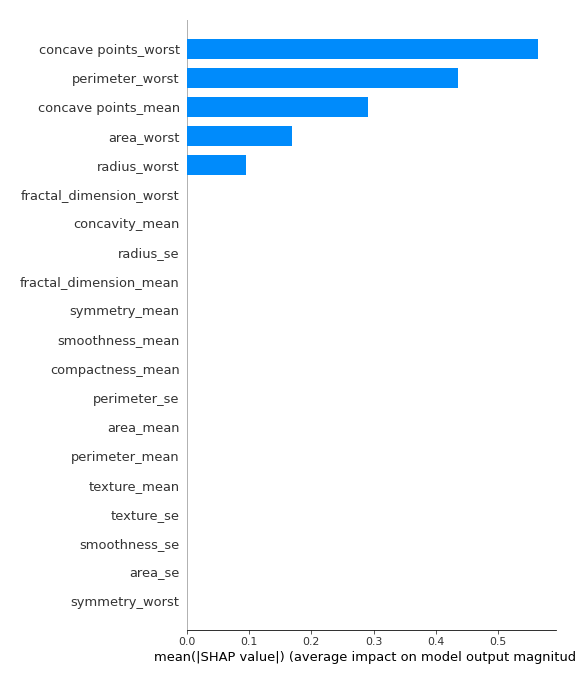 concave points_worst
perimeter_worst
concave points_mean
area_worst
radius_worst
fractal_dimension_worst
concavity_mean
radius_se
fractal_dimension_mean
symmetry_mean
smoothness_mean
compactness_mean
perimeter_se
area_mean
perimeter_mean
texture_mean
texture_se
smoothness_se
area_se
symmetry_worst
0.0 0.1 0.2 0.3 0.4 0.5
mean(|SHAP value|) (average impact on model output magnitud